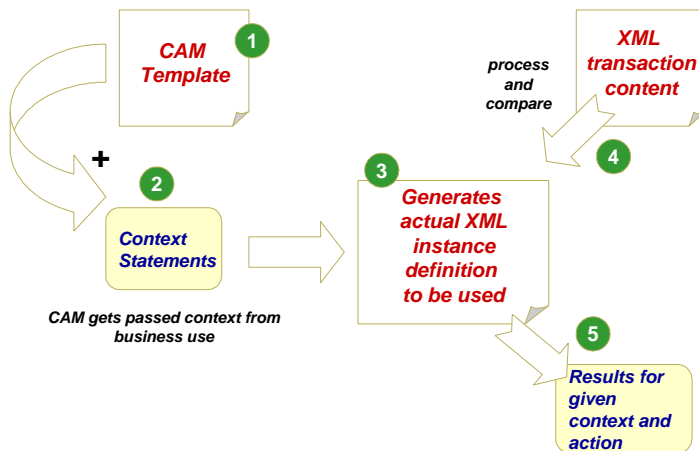 1
CAM
Template
XML
transaction
content
process
and
compare
4
+
2
Context
Statements
CAM gets passed context from
business use
3
Generates
actual XML
instance
definition
to be used
5
Results for
given
context and
action